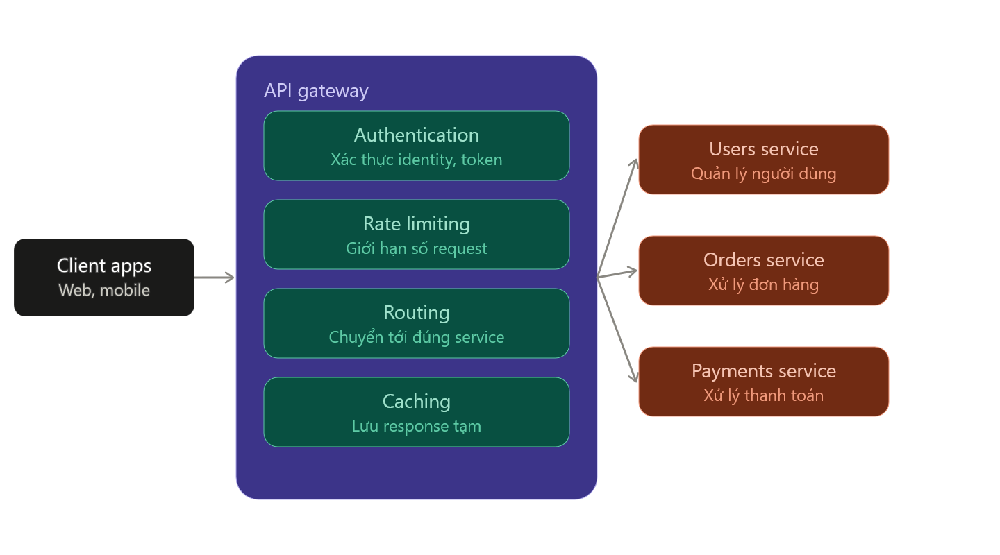 Client apps
Web, mobile
API gateway
Authentication
Xác thực identity, token
Rate limiting
Giới hạn số request
Routing
Chuyển tới đúng service
Caching
Lưu response tạm
Users service
Quản lý người dùng
Orders service
Xử lý đơn hàng
Payments service
Xử lý thanh toán